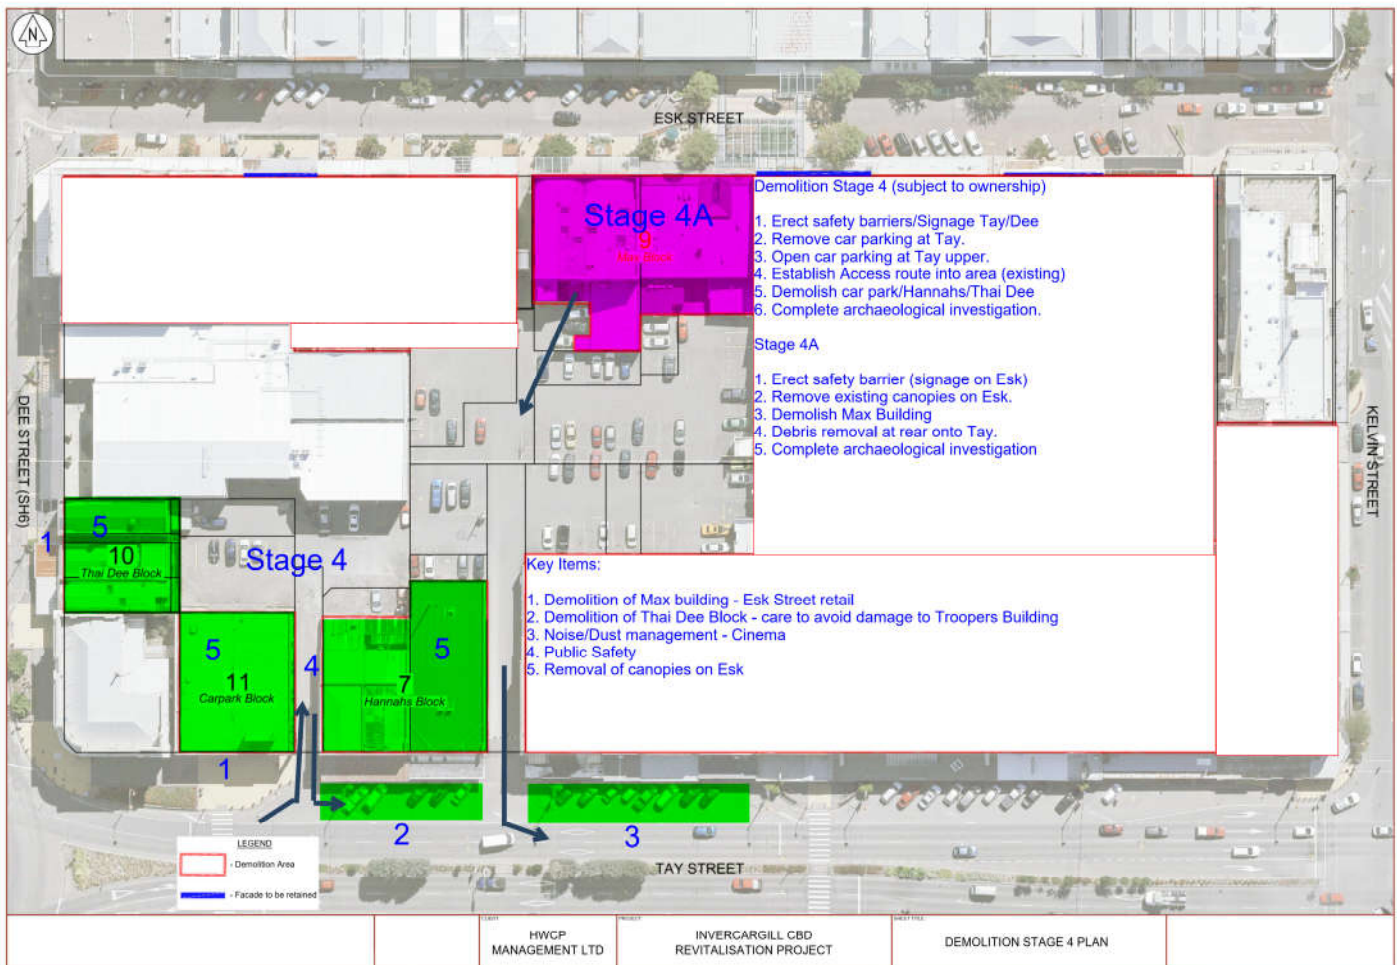 N
ESK STREET
Stage 4A
9
Max Block
Demolition Stage 4 (subject to ownership)
1. Erect safety barriers/Signage Tay/Dee
2. Remove car parking at Tay.
3. Open car parking at Tay upper.
4. Establish Access route into area (existing)
5. Demolish car park/Hannahs/Thai Dee
6. Complete archaeological investigation.
Stage 4A
1. Erect safety barrier (signage on Esk)
2. Remove existing canopies on Esk.
3. Demolish Max Building
4. Debris removal at rear onto Tay.
5. Complete archaeological investigation
DEE STREET (SH6)
KELVIN STREET
1
5
10
Thai Dee Block
Stage 4
Key Items:
1. Demolition of Max building - Esk Street retail
2. Demolition of Thai Dee Block - care to avoid damage to Troopers Building
3. Noise/Dust management - Cinema
4. Public Safety
5. Removal of canopies on Esk
5
11
Carpark Block
4
5
7
Hannahs Block
1
2
3
TAY STREET
LEGEND
- Demolition Area
- Facade to be retained
CLIENT
HWCP
MANAGEMENT LTD
PROJECT
INVERCARGILL CBD
REVITALISATION PROJECT
SHEET TITLE
DEMOLITION STAGE 4 PLAN